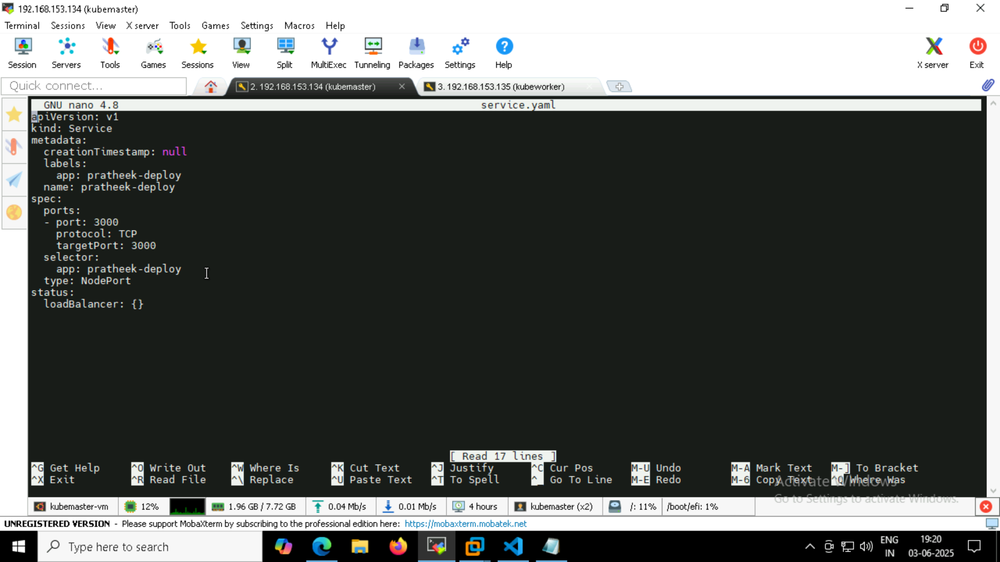 192.168.153.134 (kubemaster)
Terminal Sessions View X server Tools Games Settings Macros Help
Session Servers Tools Games Sessions View Split MultiExec Tunneling Packages Settings Help X server Exit
Quick connect... 2. 192.168.153.134 (kubemaster) 3. 192.168.153.135 (kubeworker)
GNU nano 4.8 service.yaml
apiVersion: v1
kind: Service
metadata:
  creationTimestamp: null
  labels:
    app: pratheek-deploy
  name: pratheek-deploy
spec:
  ports:
  - port: 3000
    protocol: TCP
    targetPort: 3000
  selector:
    app: pratheek-deploy
  type: NodePort
status:
  loadBalancer: {}
[ Read 17 lines ]
^G Get Help ^O Write Out ^W Where Is ^K Cut Text ^J Justify ^C Cur Pos M-U Undo M-A Mark Text M-] To Bracket
^X Exit ^R Read File ^\ Replace ^U Paste Text ^T To Spell ^_ Go To Line M-E Redo M-6 Copy Text ^Q Where Was
Activate Windows
Go to Settings to activate Windows.
kubemaster-vm 12% 1.96 GB / 7.72 GB 0.04 Mb/s 0.01 Mb/s 4 hours kubemaster (x2) /: 11% /boot/efi: 1%
UNREGISTERED VERSION - Please support MobaXterm by subscribing to the professional edition here: https://mobaxterm.mobatek.net
Type here to search
ENG 19:20
IN 03-06-2025